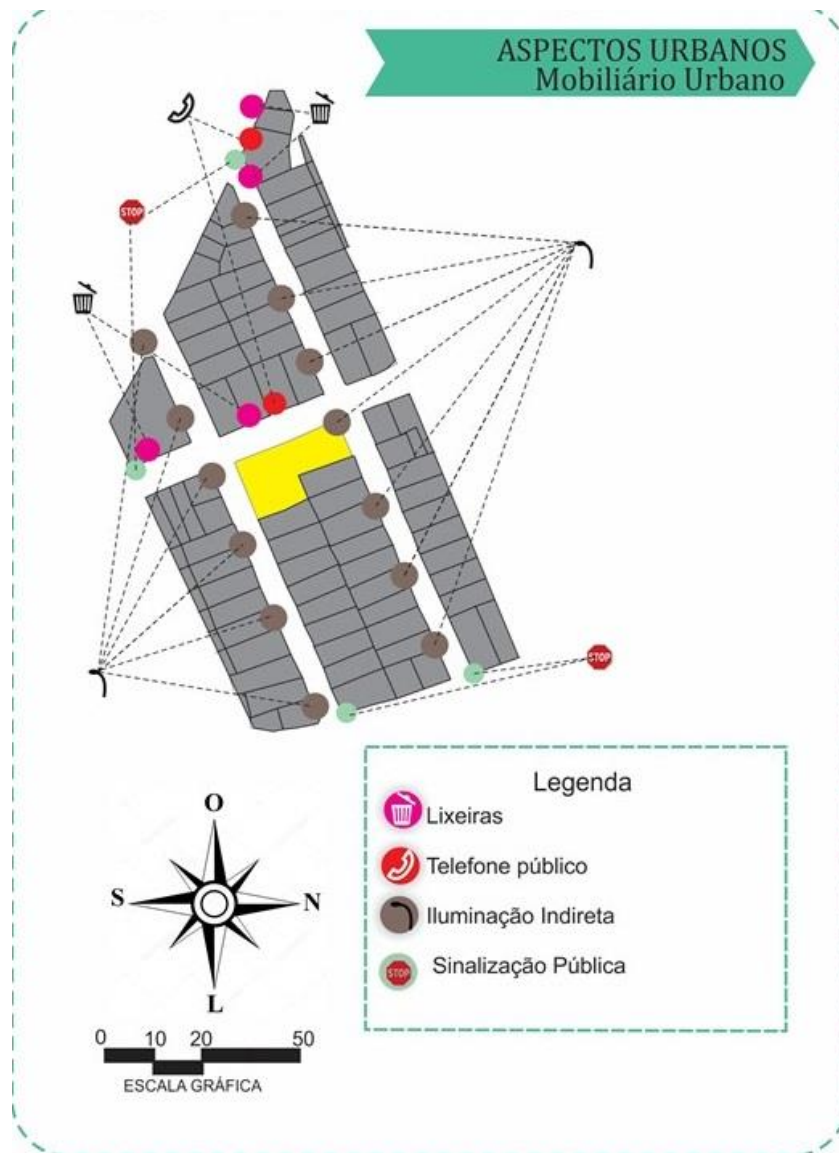 ASPECTOS URBANOS
Mobiliário Urbano
STOP
STOP
Legenda
Lixeiras
Telefone público
Iluminação Indireta
STOP
Sinalização Pública
O
S
N
L
0 10 20 50
ESCALA GRÁFICA